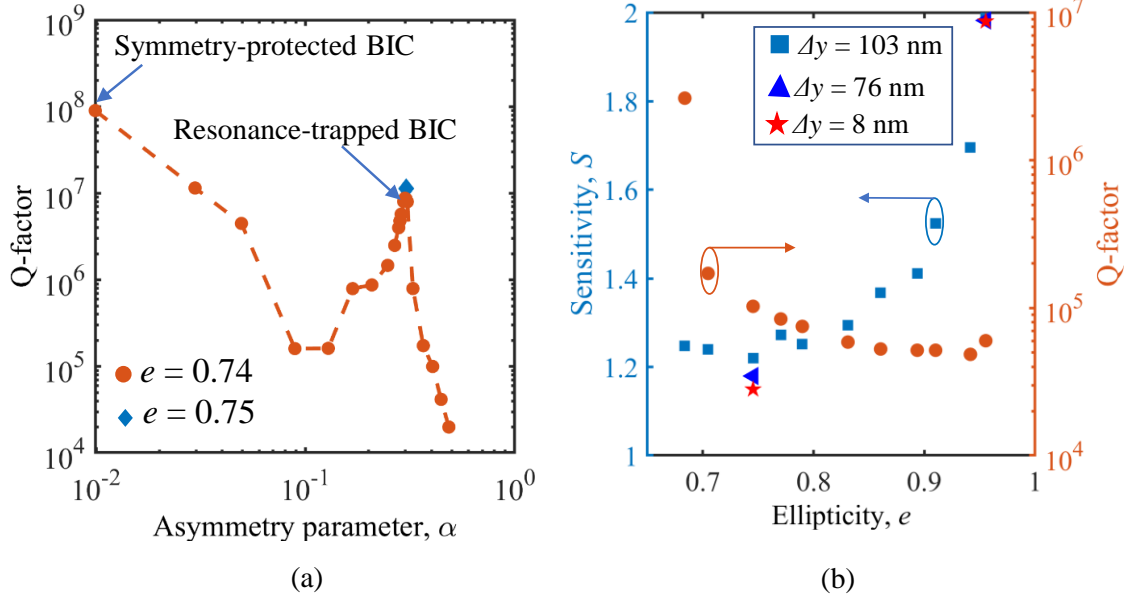 10^9
10^8
10^7
10^6
10^5
10^4
Q-factor
Symmetry-protected BIC
Resonance-trapped BIC
e = 0.74
e = 0.75
10^-2
10^-1
10^0
Asymmetry parameter, α
(a)
2
1.8
1.6
1.4
1.2
1
Sensitivity, S
Δy = 103 nm
Δy = 76 nm
Δy = 8 nm
10^7
10^6
10^5
10^4
Q-factor
0.7
0.8
0.9
1
Ellipticity, e
(b)